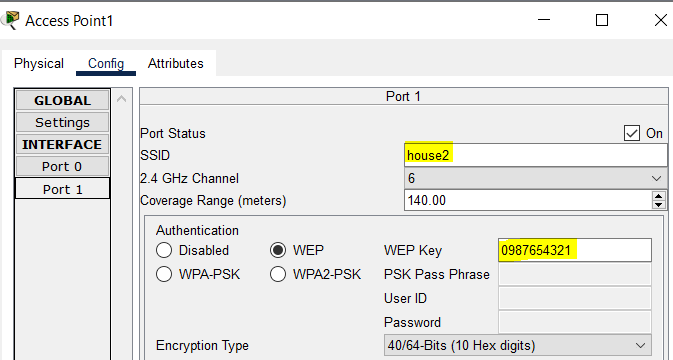 Access Point1
Physical Config Attributes
GLOBAL
Settings
INTERFACE
Port 0
Port 1
Port 1
Port Status On
SSID house2
2.4 GHz Channel 6
Coverage Range (meters) 140.00
Authentication
Disabled WEP WEP Key 0987654321
WPA-PSK WPA2-PSK PSK Pass Phrase
User ID
Password
Encryption Type 40/64-Bits (10 Hex digits)